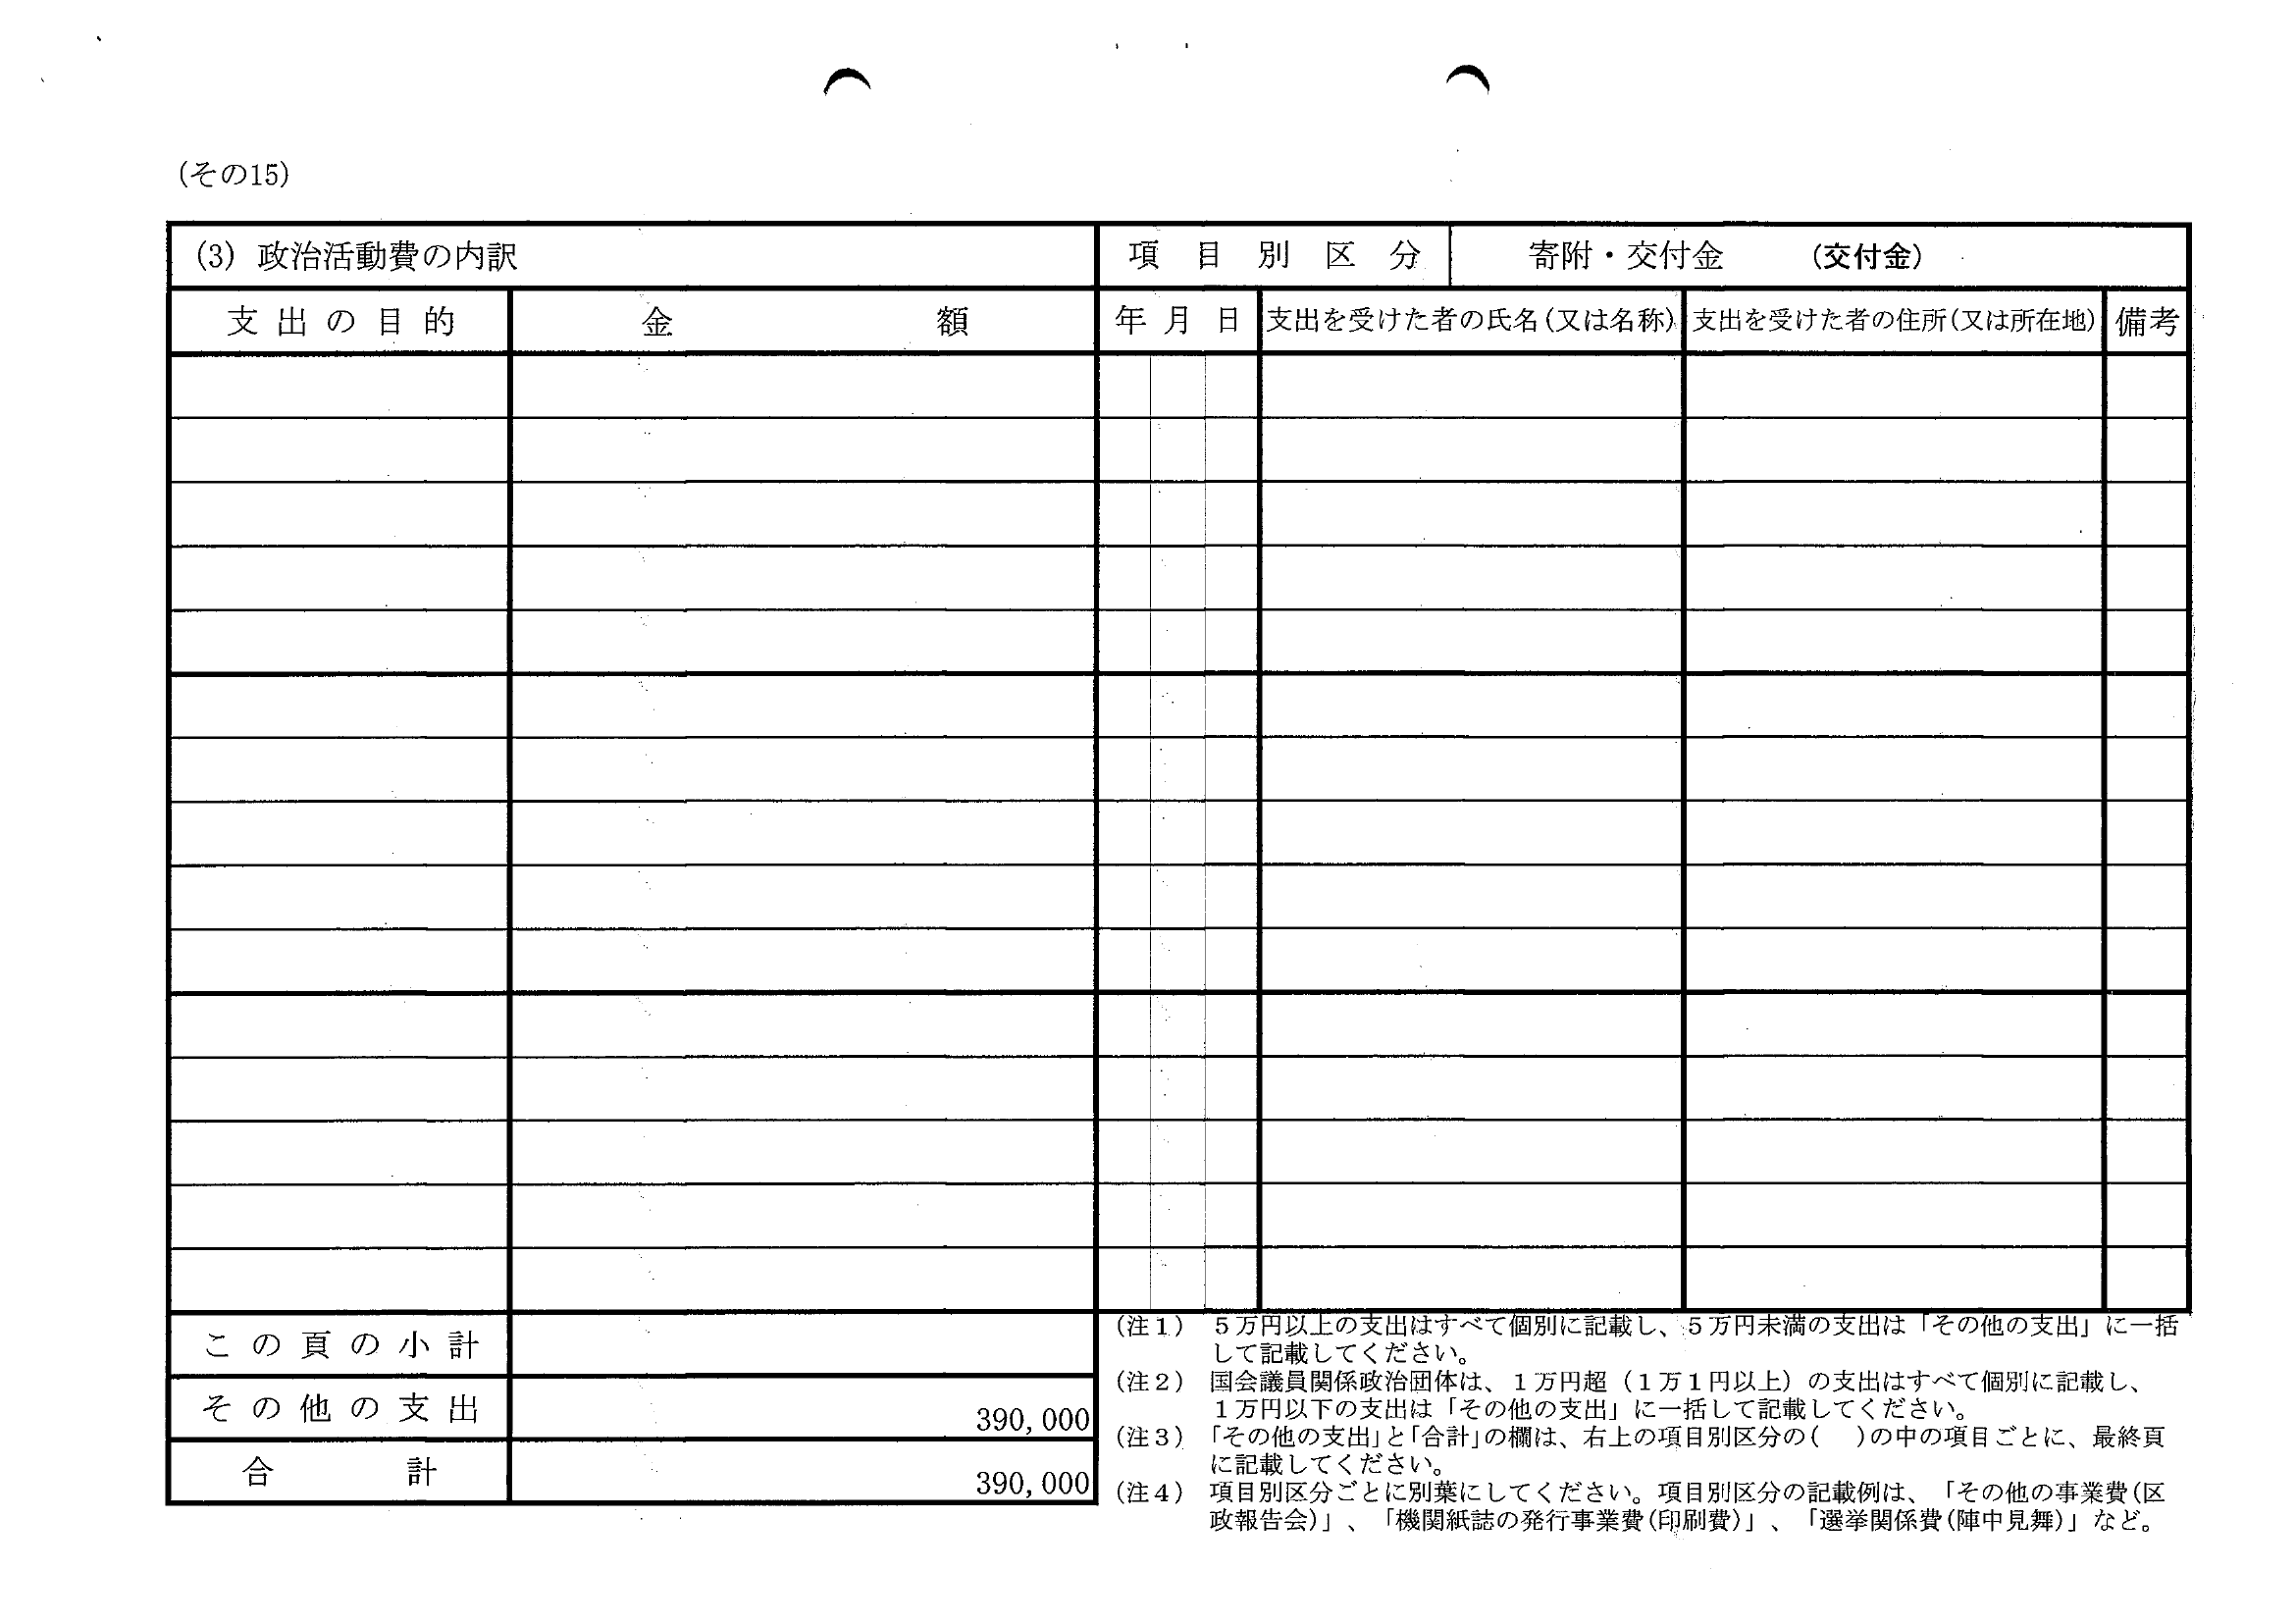 (その15)
(3) 政治活動費の内訳 項目別区分 寄附・交付金 (交付金)
支出の目的 金額 年月日 支出を受けた者の氏名(又は名称) 支出を受けた者の住所(又は所在地) 備考
この頁の小計
その他の支出 390,000
合計 390,000
(注1) 5万円以上の支出はすべて個別に記載し、5万円未満の支出は「その他の支出」に一括
して記載してください。
(注2) 国会議員関係政治団体は、1万円超(1万1円以上)の支出はすべて個別に記載し、
1万円以下の支出は「その他の支出」に一括して記載してください。
(注3) 「その他の支出」と「合計」の欄は、右上の項目別区分の( )の中の項目ごとに、最終頁
に記載してください。
(注4) 項目別区分ごとに別葉にしてください。項目別区分の記載例は、「その他の事業費(区
政報告会)」、「機関紙誌の発行事業費(印刷費)」、「選挙関係費(陣中見舞)」など。